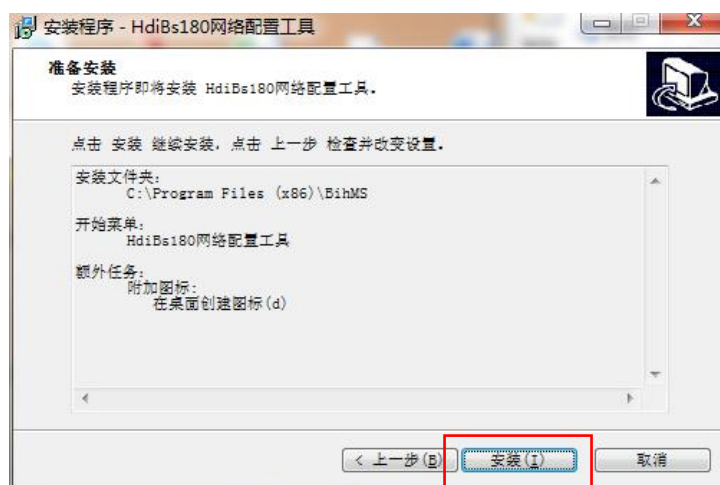 安装程序 - HdiBs180网络配置工具
准备安装
安装程序即将安装 HdiBs180网络配置工具.
点击 安装 继续安装, 点击 上一步 检查并改变设置.
安装文件夹:
C:\Program Files (x86)\BihMS
开始菜单:
HdiBs180网络配置工具
额外任务:
附加图标:
在桌面创建图标(d)
< 上一步(B)
安装(I)
取消